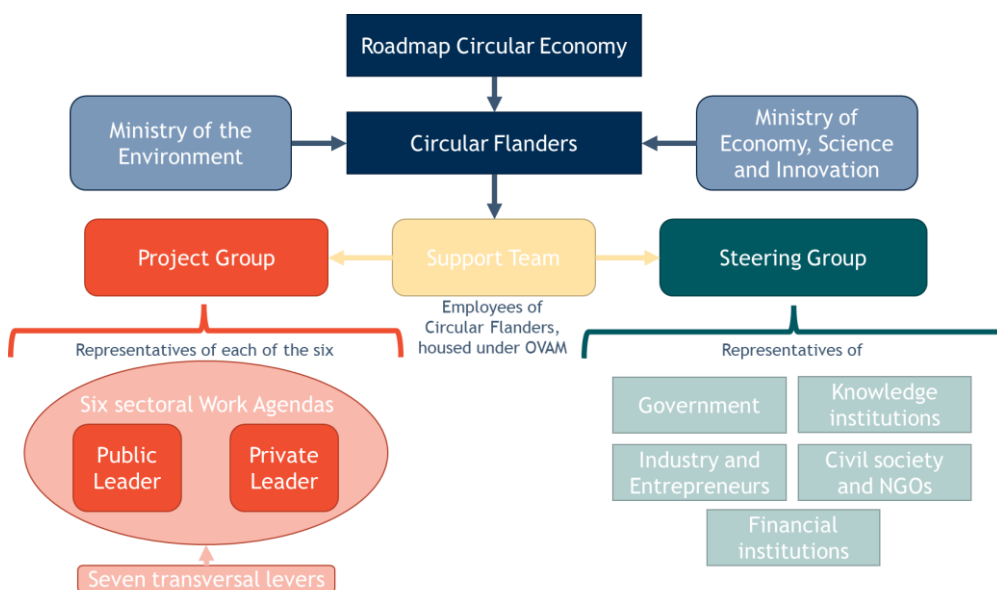 Roadmap Circular Economy
Ministry of the
Environment
Circular Flanders
Ministry of
Economy, Science
and Innovation
Project Group
Support Team
Steering Group
Employees of
Circular Flanders,
housed under OVAM
Representatives of each of the six
Representatives of
Six sectoral Work Agendas
Public
Leader
Private
Leader
Seven transversal levers
Government
Knowledge
institutions
Industry and
Entrepreneurs
Civil society
and NGOs
Financial
institutions